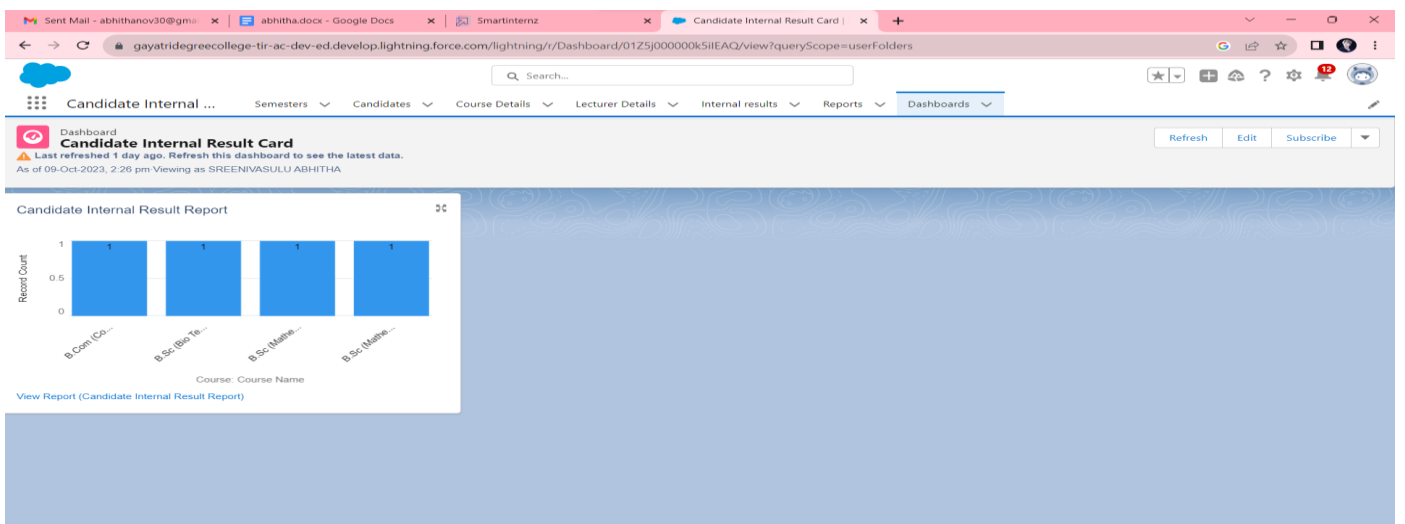 Sent Mail - abhithanov30@gmai
abhitha.docx - Google Docs
Smartinternz
Candidate Internal Result Card |
gayatridegreecollege-tir-ac-dev-ed.develop.lightning.force.com/lightning/r/Dashboard/01Z5j000000k5iIEAQ/view?queryScope=userFolders
Search...
12
Candidate Internal ... Semesters Candidates Course Details Lecturer Details Internal results Reports Dashboards
Dashboard
Candidate Internal Result Card
Last refreshed 1 day ago. Refresh this dashboard to see the latest data.
As of 09-Oct-2023, 2:26 pm·Viewing as SREENIVASULU ABHITHA
Refresh Edit Subscribe
Candidate Internal Result Report
Record Count
1
0.5
0
1 1 1 1
B.Com (Co... B.Sc (Bio Te... B.Sc (Mathe... B.Sc (Mathe...
Course: Course Name
View Report (Candidate Internal Result Report)